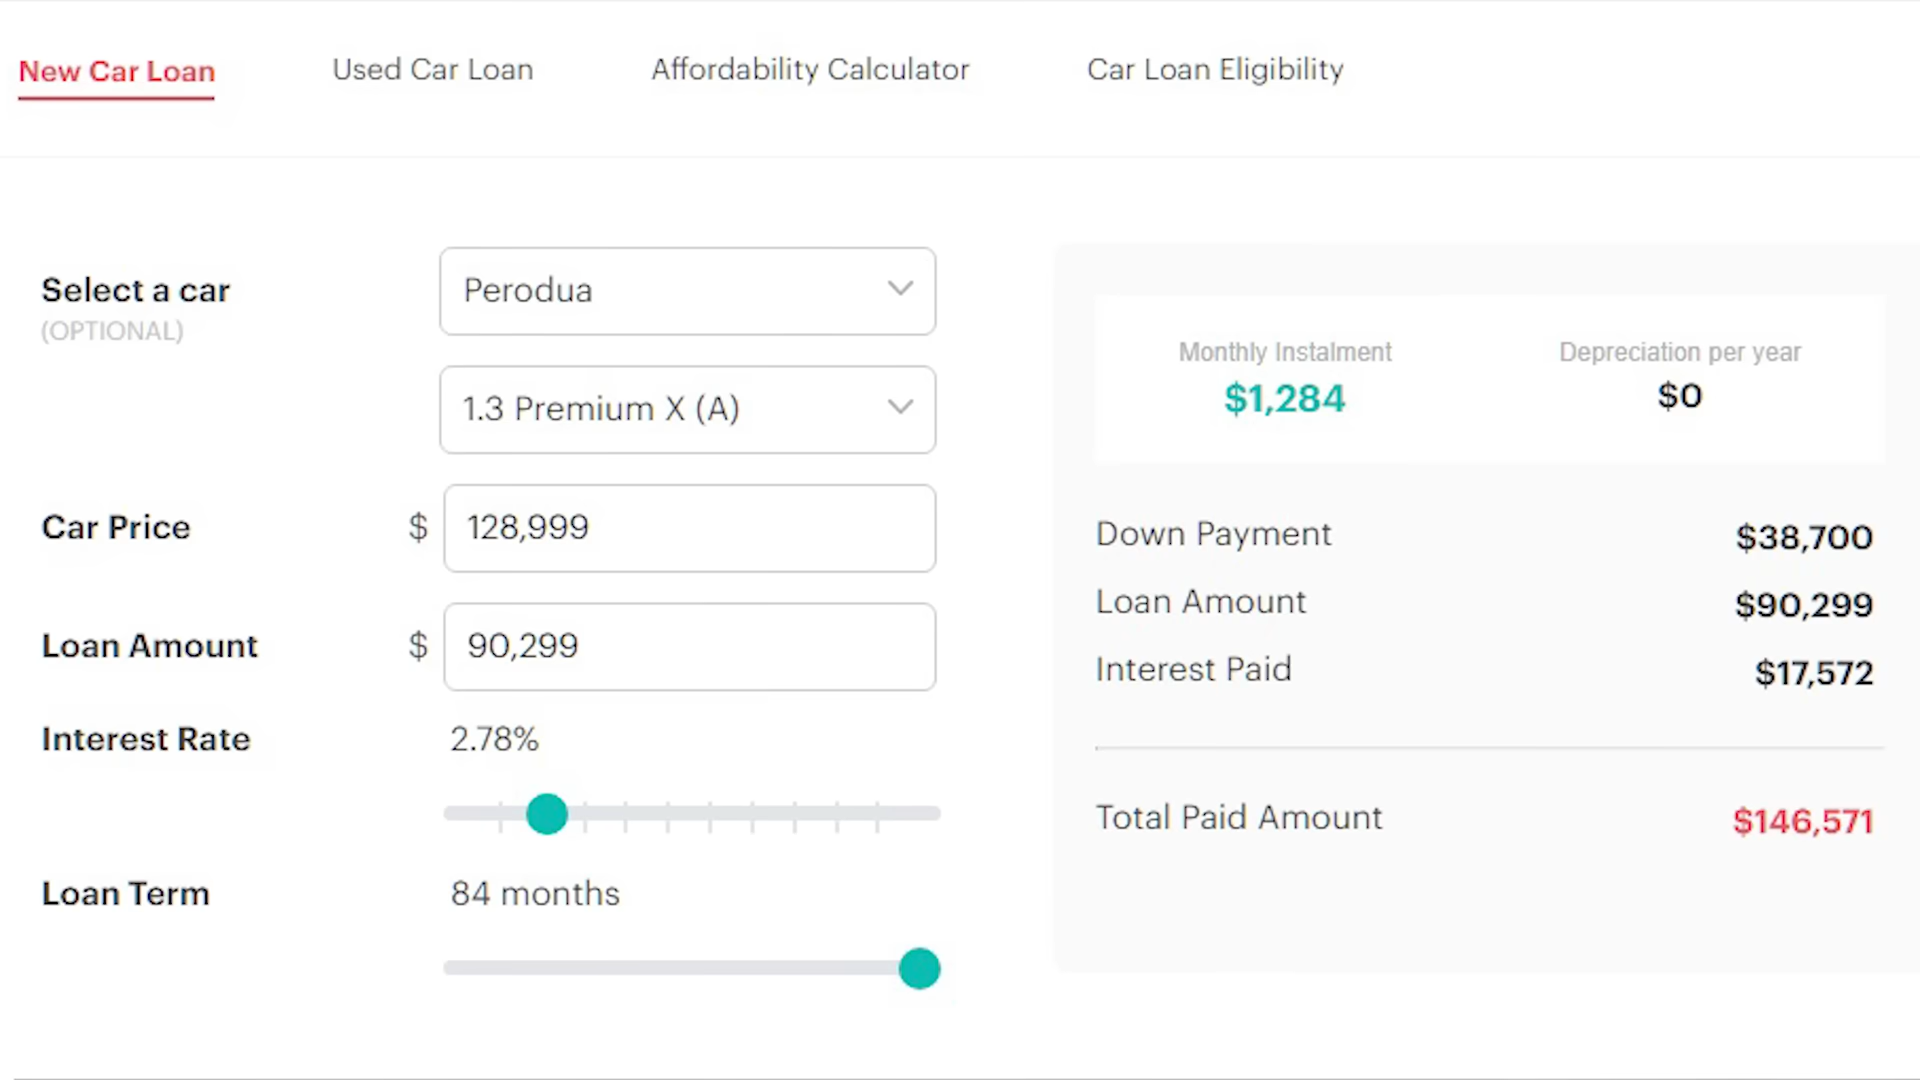 New Car Loan
Used Car Loan
Affordability Calculator
Car Loan Eligibility
Select a car
(OPTIONAL)
Perodua
1.3 Premium X (A)
Car Price
$ 128,999
Loan Amount
$ 90,299
Interest Rate
2.78%
Loan Term
84 months
Monthly Instalment
$1,284
Depreciation per year
$0
Down Payment $38,700
Loan Amount $90,299
Interest Paid $17,572
Total Paid Amount $146,571